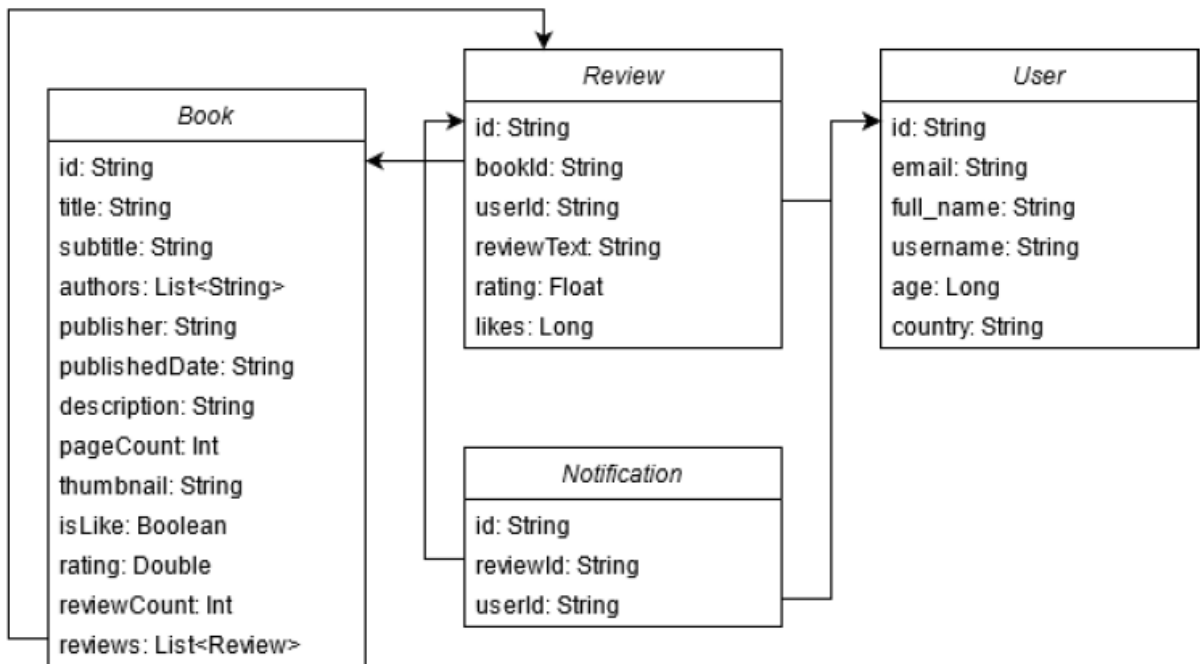 Book
id: String
title: String
subtitle: String
authors: List<String>
publisher: String
publishedDate: String
description: String
pageCount: Int
thumbnail: String
isLike: Boolean
rating: Double
reviewCount: Int
reviews: List<Review>
Review
id: String
bookId: String
userId: String
reviewText: String
rating: Float
likes: Long
User
id: String
email: String
full_name: String
username: String
age: Long
country: String
Notification
id: String
reviewId: String
userId: String